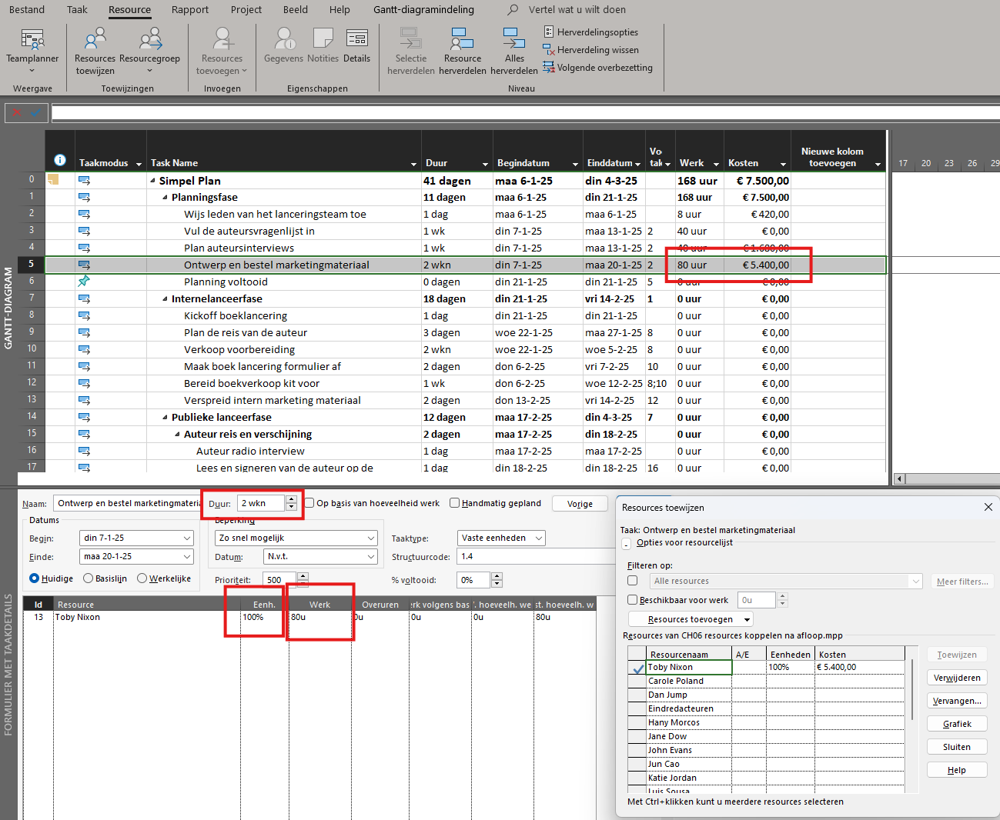 Bestand Taak Resource Rapport Project Beeld Help Gantt-diagramindeling Vertel wat u wilt doen
Teamplanner
Resources toewijzen
Resourcegroep
Resources toevoegen
Gegevens Notities Details
Selectie herverdelen
Resource herverdelen
Alles herverdelen
Herverdelingsopties
Herverdeling wissen
Volgende overbezetting
Weergave Toewijzingen Invoegen Eigenschappen Niveau
Taakmodus Task Name Duur Begindatum Einddatum Vo tak Werk Kosten Nieuwe kolom toevoegen 17 20 23 26 29
0 Simpel Plan 41 dagen maa 6-1-25 din 4-3-25 168 uur € 7.500,00
1 Planningsfase 11 dagen maa 6-1-25 din 21-1-25 168 uur € 7.500,00
2 Wijs leden van het lanceringsteam toe 1 dag maa 6-1-25 maa 6-1-25 8 uur € 420,00
3 Vul de auteursvragenlijst in 1 wk din 7-1-25 maa 13-1-25 2 40 uur € 0,00
4 Plan auteursinterviews 1 wk din 7-1-25 maa 13-1-25 2 40 uur € 1.680,00
5 Ontwerp en bestel marketingmateriaal 2 wkn din 7-1-25 maa 20-1-25 2 80 uur € 5.400,00
6 Planning voltooid 0 dagen din 21-1-25 din 21-1-25 5 0 uur € 0,00
7 Internelanceerfase 18 dagen din 21-1-25 vri 14-2-25 1 0 uur € 0,00
8 Kickoff boeklancering 1 dag din 21-1-25 din 21-1-25 0 uur € 0,00
9 Plan de reis van de auteur 3 dagen woe 22-1-25 maa 27-1-25 8 0 uur € 0,00
10 Verkoop voorbereiding 2 wkn woe 22-1-25 woe 5-2-25 8 0 uur € 0,00
11 Maak boek lancering formulier af 2 dagen don 6-2-25 vri 7-2-25 10 0 uur € 0,00
12 Bereid boekverkoop kit voor 1 wk don 6-2-25 woe 12-2-25 8;10 0 uur € 0,00
13 Verspreid intern marketing materiaal 2 dagen don 13-2-25 vri 14-2-25 12 0 uur € 0,00
14 Publieke lanceerfase 12 dagen maa 17-2-25 din 4-3-25 7 0 uur € 0,00
15 Auteur reis en verschijning 2 dagen maa 17-2-25 din 18-2-25 0 uur € 0,00
16 Auteur radio interview 1 dag maa 17-2-25 maa 17-2-25 0 uur € 0,00
17 Lees en signeren van de auteur op de 1 dag din 18-2-25 din 18-2-25 16 0 uur € 0,00
GANTT-DIAGRAM
Naam: Ontwerp en bestel marketingmateria Duur: 2 wkn Op basis van hoeveelheid werk Handmatig gepland Vorige
Datums Beperking
Begin: din 7-1-25 Zo snel mogelijk Taaktype: Vaste eenheden
Einde: maa 20-1-25 Datum: N.v.t. Structuurcode: 1.4
Huidige Basislijn Werkelijke Prioriteit: 500 % voltooid: 0%
Id Resource Eenh. Werk Overuren erk volgens bas '. hoeveelh. we st. hoeveelh. w
13 Toby Nixon 100% 80u 0u 0u 0u 80u
FORMULIER MET TAAKDETAILS
Resources toewijzen
Taak: Ontwerp en bestel marketingmateriaal
- Opties voor resourcelijst
Filteren op:
Alle resources Meer filters...
Beschikbaar voor werk 0u
Resources toevoegen
Resources van CH06 resources koppelen na afloop.mpp
Resourcenaam A/E Eenheden Kosten
Toby Nixon 100% € 5.400,00
Carole Poland
Dan Jump
Eindredacteuren
Hany Morcos
Jane Dow
John Evans
Jun Cao
Katie Jordan
Luis Sousa
Toewijzen
Verwijderen
Vervangen...
Grafiek
Sluiten
Help
Met Ctrl+klikken kunt u meerdere resources selecteren